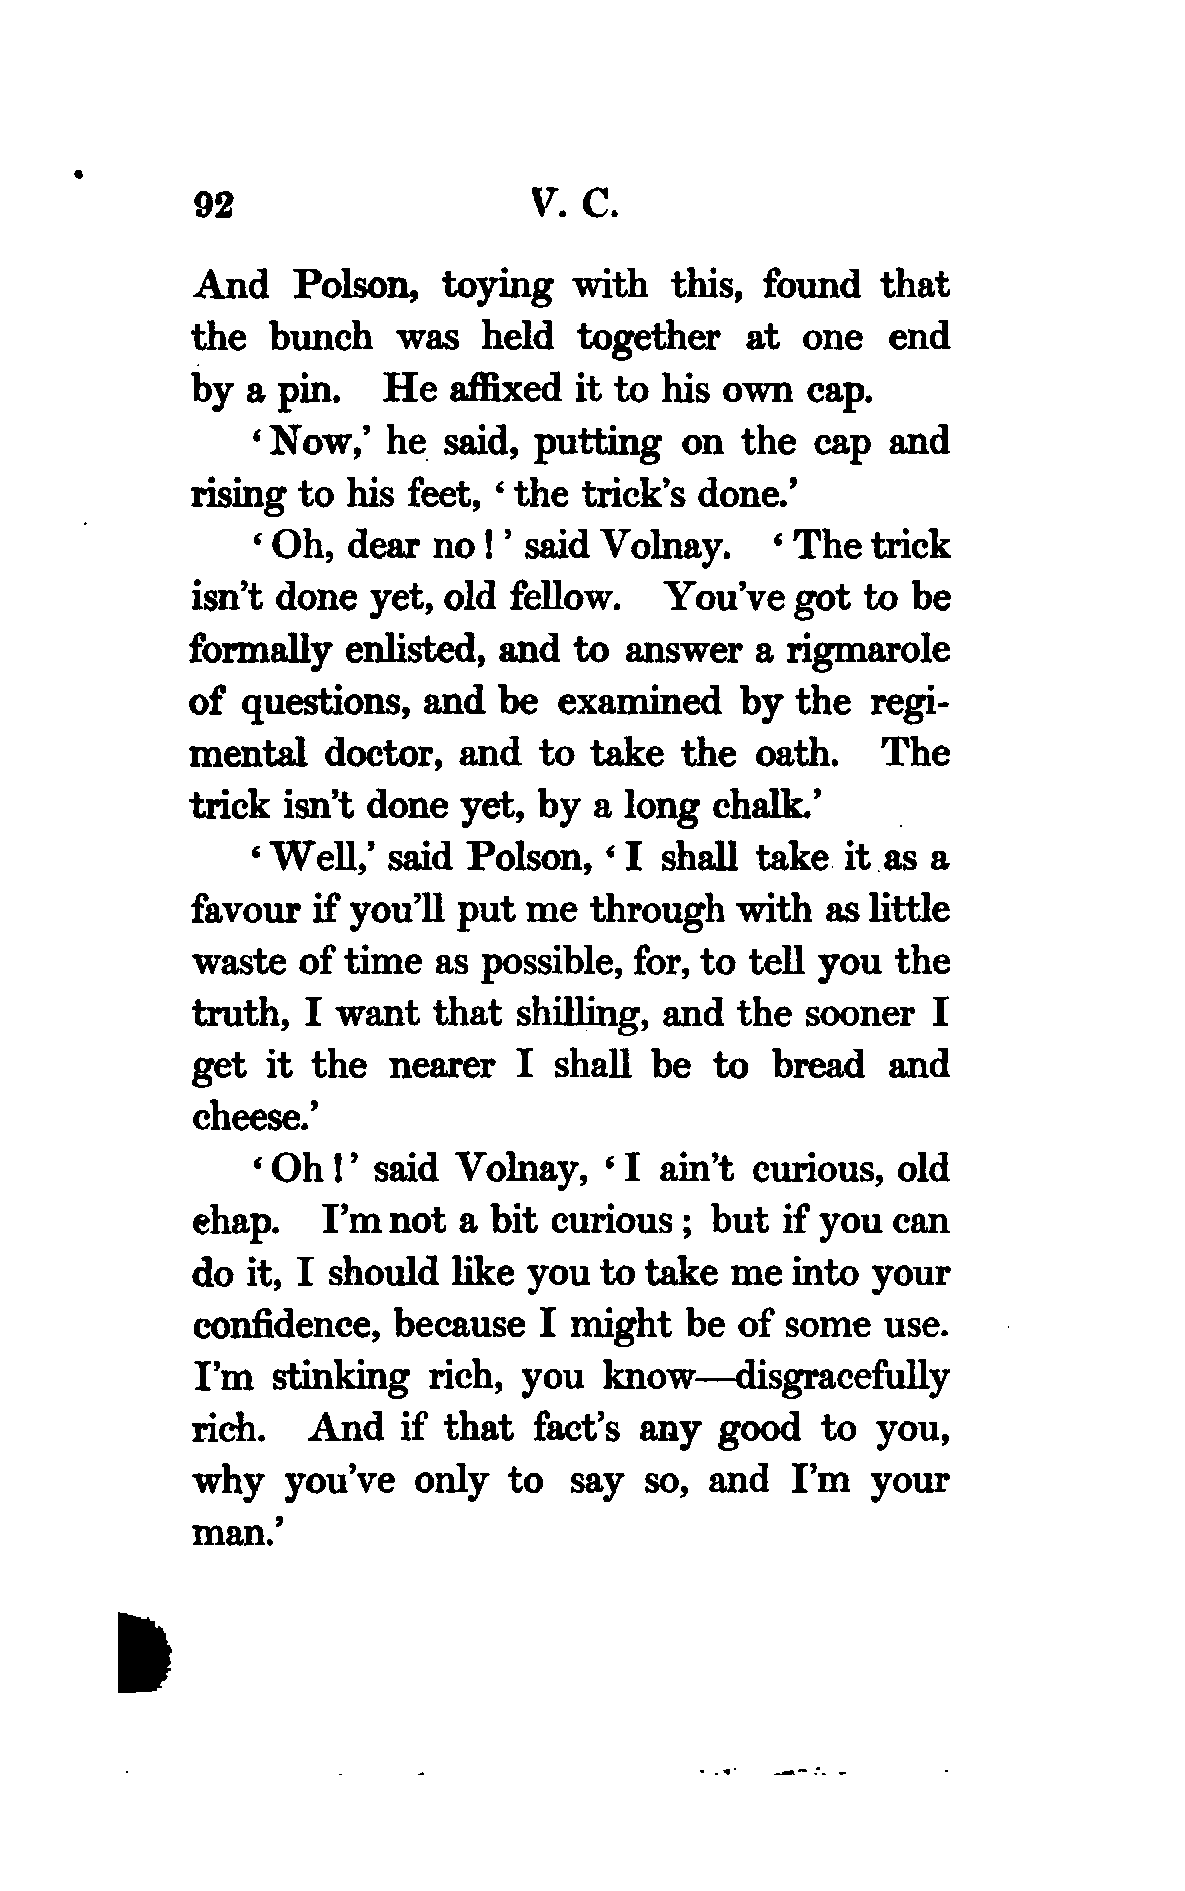 92 V. C.
And Polson, toying with this, found that
the bunch was held together at one end
by a pin. He affixed it to his own cap.
‘Now,’ he said, putting on the cap and
rising to his feet, ‘the trick’s done.’
‘Oh, dear no!’ said Volnay. ‘The trick
isn’t done yet, old fellow. You’ve got to be
formally enlisted, and to answer a rigmarole
of questions, and be examined by the regi-
mental doctor, and to take the oath. The
trick isn’t done yet, by a long chalk.’
‘Well,’ said Polson, ‘I shall take it as a
favour if you’ll put me through with as little
waste of time as possible, for, to tell you the
truth, I want that shilling, and the sooner I
get it the nearer I shall be to bread and
cheese.’
‘Oh!’ said Volnay, ‘I ain’t curious, old
chap. I’m not a bit curious; but if you can
do it, I should like you to take me into your
confidence, because I might be of some use.
I’m stinking rich, you know—disgracefully
rich. And if that fact’s any good to you,
why you’ve only to say so, and I’m your
man.’